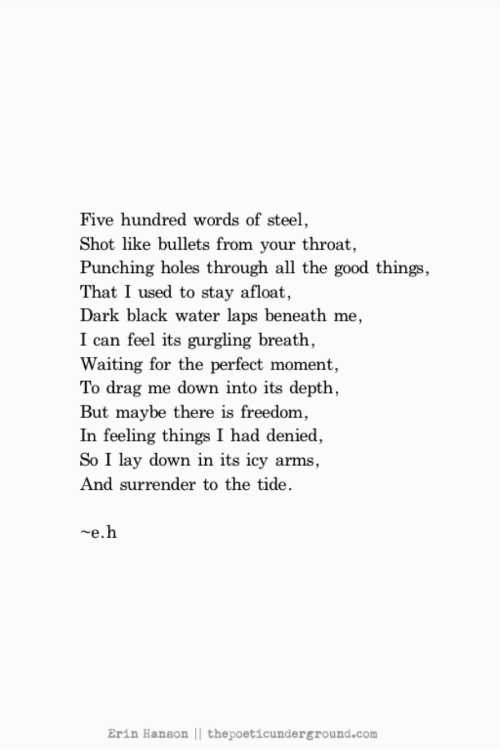 Five hundred words of steel,
Shot like bullets from your throat,
Punching holes through all the good things,
That I used to stay afloat,
Dark black water laps beneath me,
I can feel its gurgling breath,
Waiting for the perfect moment,
To drag me down into its depth,
But maybe there is freedom,
In feeling things I had denied,
So I lay down in its icy arms,
And surrender to the tide.
~e.h
Erin Hanson || thepoeticunderground.com